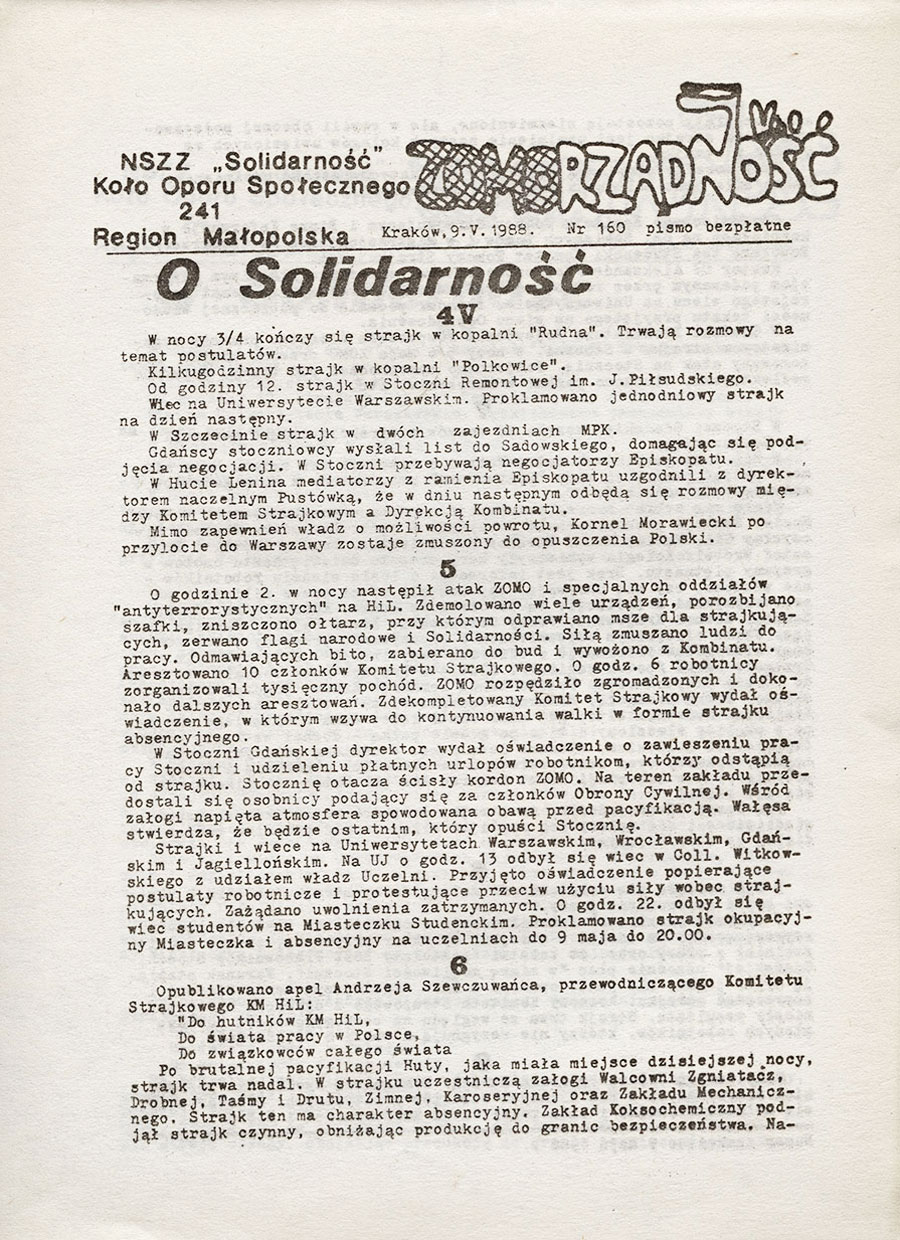 NSZZ „Solidarność”
Koło Oporu Społecznego
241
Region Małopolska
ZOMORZĄDNOŚĆ
Kraków, 9.V. 1988. Nr 160 pismo bezpłatne
O Solidarność
4V
W nocy 3/4 kończy się strajk w kopalni "Rudna". Trwają rozmowy na
temat postulatów.
Kilkugodzinny strajk w kopalni "Polkowice".
Od godziny 12. strajk w Stoczni Remontowej im. J.Piłsudskiego.
Wiec na Uniwersytecie Warszawskim. Proklamowano jednodniowy strajk
na dzień następny.
W Szczecinie strajk w dwóch zajezdniach MPK.
Gdańscy stoczniowcy wysłali list do Sadowskiego, domagając się pod-
jęcia negocjacji. W Stoczni przebywają negocjatorzy Episkopatu.
W Hucie Lenina mediatorzy z ramienia Episkopatu uzgodnili z dyrek-
torem naczelnym Pustówką, że w dniu następnym odbędą się rozmowy mię-
dzy Komitetem Strajkowym a Dyrekcją Kombinatu.
Mimo zapewnień władz o możliwości powrotu, Kornel Morawiecki po
przylocie do Warszawy zostaje zmuszony do opuszczenia Polski.
5
O godzinie 2. w nocy nastąpił atak ZOMO i specjalnych oddziałów
"antyterrorystycznych" na HiL. Zdemolowano wiele urządzeń, porozbijano
szafki, zniszczono ołtarz, przy którym odprawiano msze dla strajkują-
cych, zerwano flagi narodowe i Solidarności. Siłą zmuszano ludzi do
pracy. Odmawiających bito, zabierano do bud i wywożono z Kombinatu.
Aresztowano 10 członków Komitetu Strajkowego. O godz. 6 robotnicy
zorganizowali tysięczny pochód. ZOMO rozpędziło zgromadzonych i doko-
nało dalszych aresztowań. Zdekompletowany Komitet Strajkowy wydał oś-
wiadczenie, w którym wzywa do kontynuowania walki w formie strajku
absencyjnego.
W Stoczni Gdańskiej dyrektor wydał oświadczenie o zawieszeniu pra-
cy Stoczni i udzieleniu płatnych urlopów robotnikom, którzy odstąpią
od strajku. Stocznię otacza ścisły kordon ZOMO. Na teren zakładu prze-
dostali się osobnicy podający się za członków Obrony Cywilnej. Wśród
załogi napięta atmosfera spowodowana obawą przed pacyfikacją. Wałęsa
stwierdza, że będzie ostatnim, który opuści Stocznię.
Strajki i wiece na Uniwersytetach Warszawskim, Wrocławskim, Gdań-
skim i Jagiellońskim. Na UJ o godz. 13 odbył się wiec w Coll. Witkow-
skiego z udziałem władz Uczelni. Przyjęto oświadczenie popierające
postulaty robotnicze i protestujące przeciw użyciu siły wobec straj-
kujących. Zażądano uwolnienia zatrzymanych. O godz. 22. odbył się
wiec studentów na Miasteczku Studenckim. Proklamowano strajk okupacyj-
ny Miasteczka i absencyjny na uczelniach do 9 maja do 20.00.
6
Opublikowano apel Andrzeja Szewczuwańca, przewodniczącego Komitetu
Strajkowego KM HiL:
"Do hutników KM HiL,
Do świata pracy w Polsce,
Do związkowców całego świata
Po brutalnej pacyfikacji Huty, jaka miała miejsce dzisiejszej nocy,
strajk trwa nadal. W strajku uczestniczą załogi Walcowni Zgniatacz,
Drobnej, Taśmy i Drutu, Zimnej, Karoseryjnej oraz Zakładu Mechanicz-
nego. Strajk ten ma charakter absencyjny. Zakład Koksochemiczny pod-
jął strajk czynny, obniżając produkcję do granic bezpieczeństwa. Na-